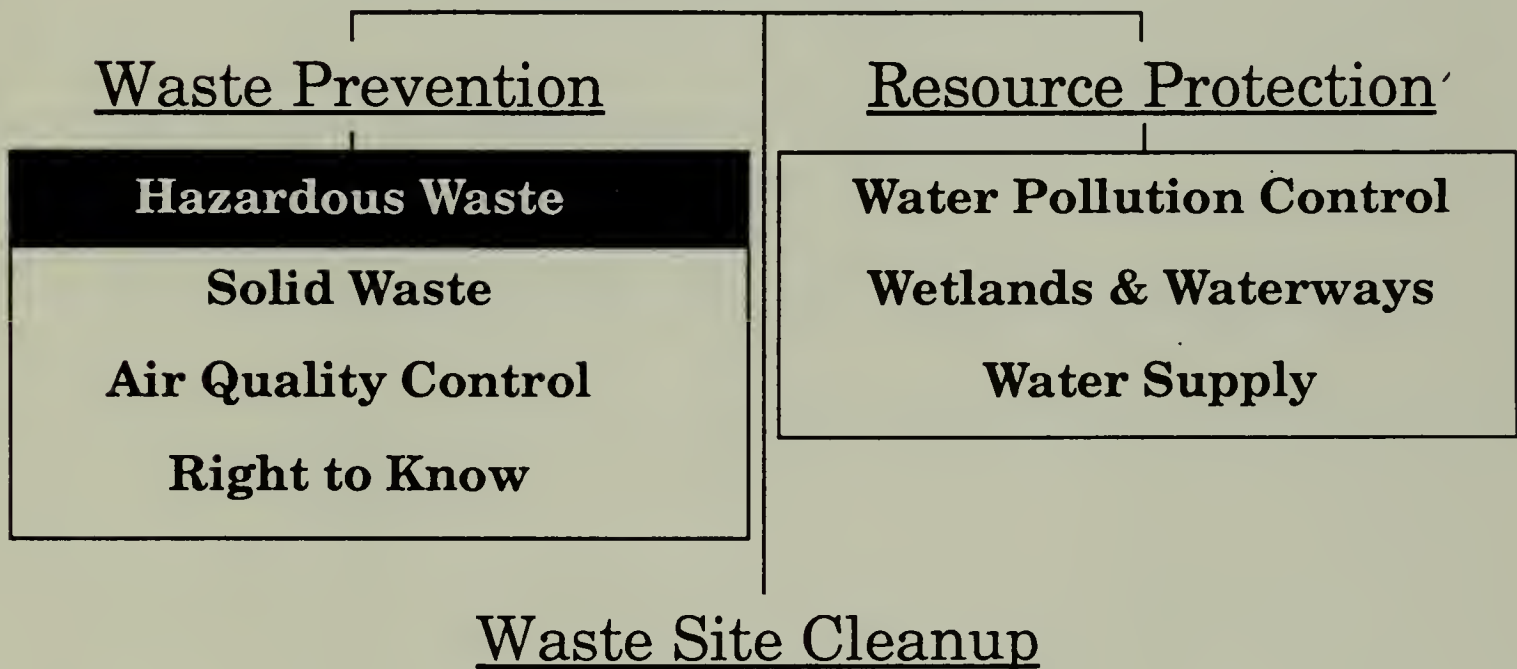 Waste Prevention
Hazardous Waste
Solid Waste
Air Quality Control
Right to Know
Resource Protection
Water Pollution Control
Wetlands & Waterways
Water Supply
Waste Site Cleanup